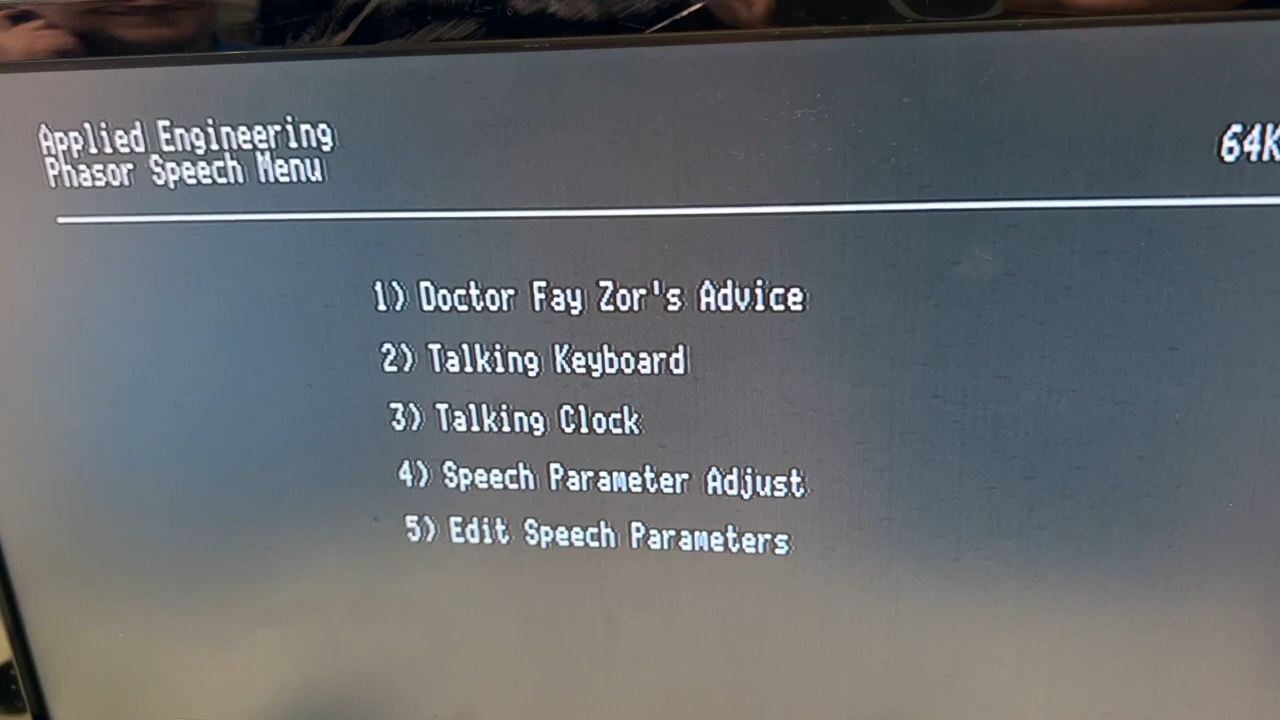 Applied Engineering
Phasor Speech Menu
64K
1) Doctor Fay Zor's Advice
2) Talking Keyboard
3) Talking Clock
4) Speech Parameter Adjust
5) Edit Speech Parameters